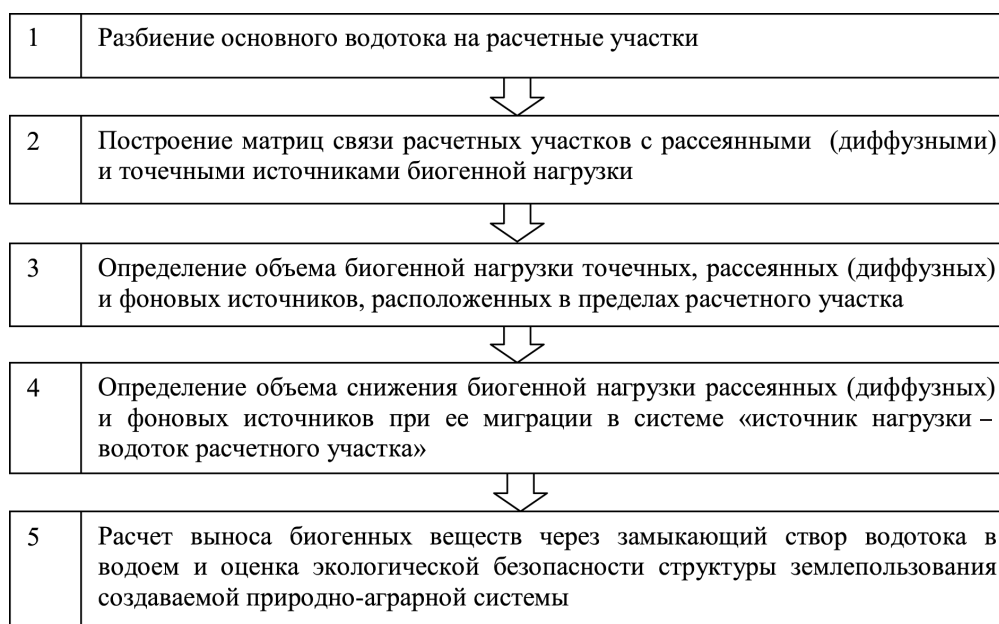 1 Разбиение основного водотока на расчетные участки
2 Построение матриц связи расчетных участков с рассеянными (диффузными)
и точечными источниками биогенной нагрузки
3 Определение объема биогенной нагрузки точечных, рассеянных (диффузных)
и фоновых источников, расположенных в пределах расчетного участка
4 Определение объема снижения биогенной нагрузки рассеянных (диффузных)
и фоновых источников при ее миграции в системе «источник нагрузки –
водоток расчетного участка»
5 Расчет выноса биогенных веществ через замыкающий створ водотока в
водоем и оценка экологической безопасности структуры землепользования
создаваемой природно-аграрной системы